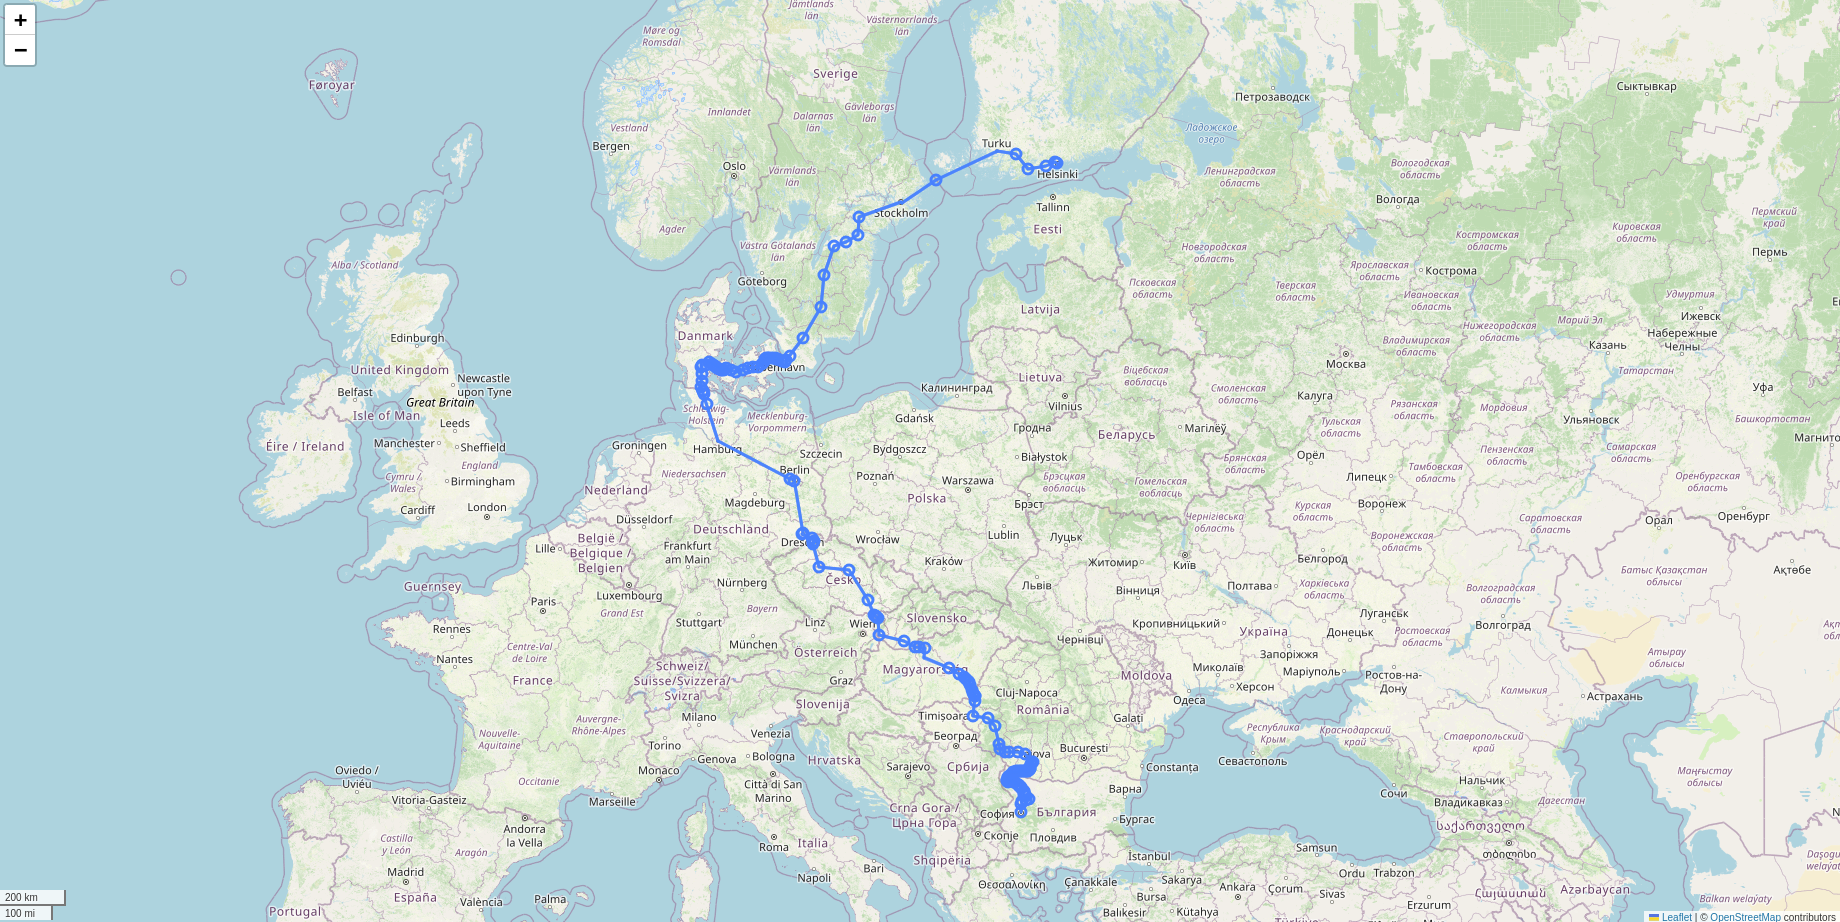 +
−
Føroyar
Jämtlands
län
Västernorrlands
län
Møre og
Romsdal
Sverige
Gävleborgs
län
Innlandet
Dalarnas
län
Vestland
Bergen
Oslo
Värmlands
län
Turku
Helsinki
Tallinn
Eesti
Stockholm
Agder
Västra Götalands
län
Göteborg
Петрозаводск
Сыктывкар
Ладожское
озеро
Вологодская
область
Ленинградская
область
Вологда
Пермский
край
Пермь
Кировская
область
Костромская
область
Новгородская
область
Ярославская
область
Кострома
Псковская
область
Тверская
область
Ивановская
область
Удмуртия
Ижевск
Марий Эл
Нижегородская
область
Набережные
Челны
Казань
Владимирская
область
Москва
Татарстан
Уфа
Latvija
Danmark
København
Alba / Scotland
Edinburgh
United Kingdom
Newcastle
upon Tyne
Belfast
Great Britain
Isle of Man
Leeds
Éire / Ireland
Manchester
Sheffield
England
Cymru /
Wales
Birmingham
Cardiff
London
Guernsey
Lietuva
Vilnius
Калининград
Gdańsk
Віцебская
вобласць
Смоленская
область
Калуга
Рязанская
область
Мордовия
Ульяновск
Башкортостан
Магнито
Тульская
область
Самарская
область
Пензенская
область
Schleswig-
Holstein
Mecklenburg-
Vorpommern
Groningen
Hamburg
Szczecin
Bydgoszcz
Гродна
Беларусь
Магілёў
Białystok
Орёл
Брянская
область
Липецк
Тамбовская
область
Оренбургская
область
Niedersachsen
Berlin
Poznań
Warszawa
Polska
Брэсцкая
вобласць
Гомельская
вобласць
Брэст
Nederland
Magdeburg
Воронеж
Курская
область
Чернігівська
область
Саратовская
область
Орал
Оренбург
Düsseldorf
Deutschland
Dresden
Wrocław
Lublin
Луцьк
Воронежская
область
Белгород
België /
Belgique /
Belgien
Lille
Frankfurt
am Main
Kraków
Житомир
Київ
Харківська
область
Полтава
Батыс Қазақстан
облысы
Ақтөбе
Волгоградская
область
Česko
Nürnberg
Львів
Вінниця
Luxembourg
Paris
Grand Est
Bayern
Slovensko
Луганськ
Волгоград
Rennes
Stuttgart
Linz
Wien
Кропивницький
Україна
Донецьк
Ростовская
область
Centre-Val
de Loire
München
Österreich
Чернівці
Запоріжжя
Маріуполь
Nantes
France
Schweiz/
Suisse/Svizzera/
Svizra
Graz
Magyarország
Moldova
Миколаїв
Ростов-на-
Дону
Атырау
облысы
Cluj-Napoca
Херсон
Калмыкия
Астрахань
Slovenija
România
Одеса
Milano
Timișoara
Galați
Auvergne-
Rhône-Alpes
Nouvelle-
Aquitaine
Torino
Venezia
Београд
Республіка
Крим
Краснодарский
край
Ставропольский
край
Genova
Bologna
Hrvatska
Sarajevo
Србија
București
Constanța
Севастополь
Маңғыстау
облысы
Oviedo /
Uviéu
Occitanie
Monaco
Нальчик
Сочи
Владикавказ
Дагестан
Vitoria-Gasteiz
Marseille
Città di San
Marino
Варна
Crna Gora /
Црна Гора
София
България
Бургас
Andorra
la Vella
Castilla
y León
Aragón
Roma
Italia
Скопје
Пловдив
საქართველო
თბილისი
Madrid
España
Napoli
Bari
Shqipëria
İstanbul
Samsun
Ordu
Trabzon
Θεσσαλονίκη
Çanakkale
Sakarya
Ankara
Çorum
Sivas
Հայաստան
Azərbaycan
Portugal
València
Palma
Balıkesir
Kütahya
Erzurum
Balkan welaýaty
200 km
100 mi
Leaflet | © OpenStreetMap contributors